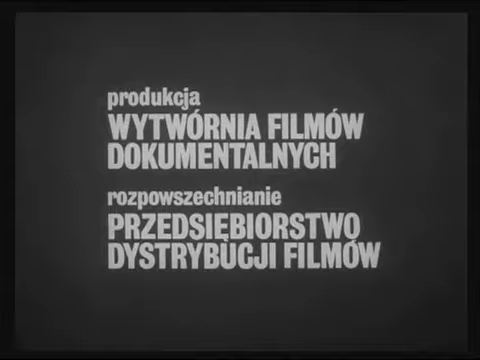 produkcja
WYTWÓRNIA FILMÓW
DOKUMENTALNYCH
rozpowszechnianie
PRZEDSIĘBIORSTWO
DYSTRYBUCJI FILMÓW